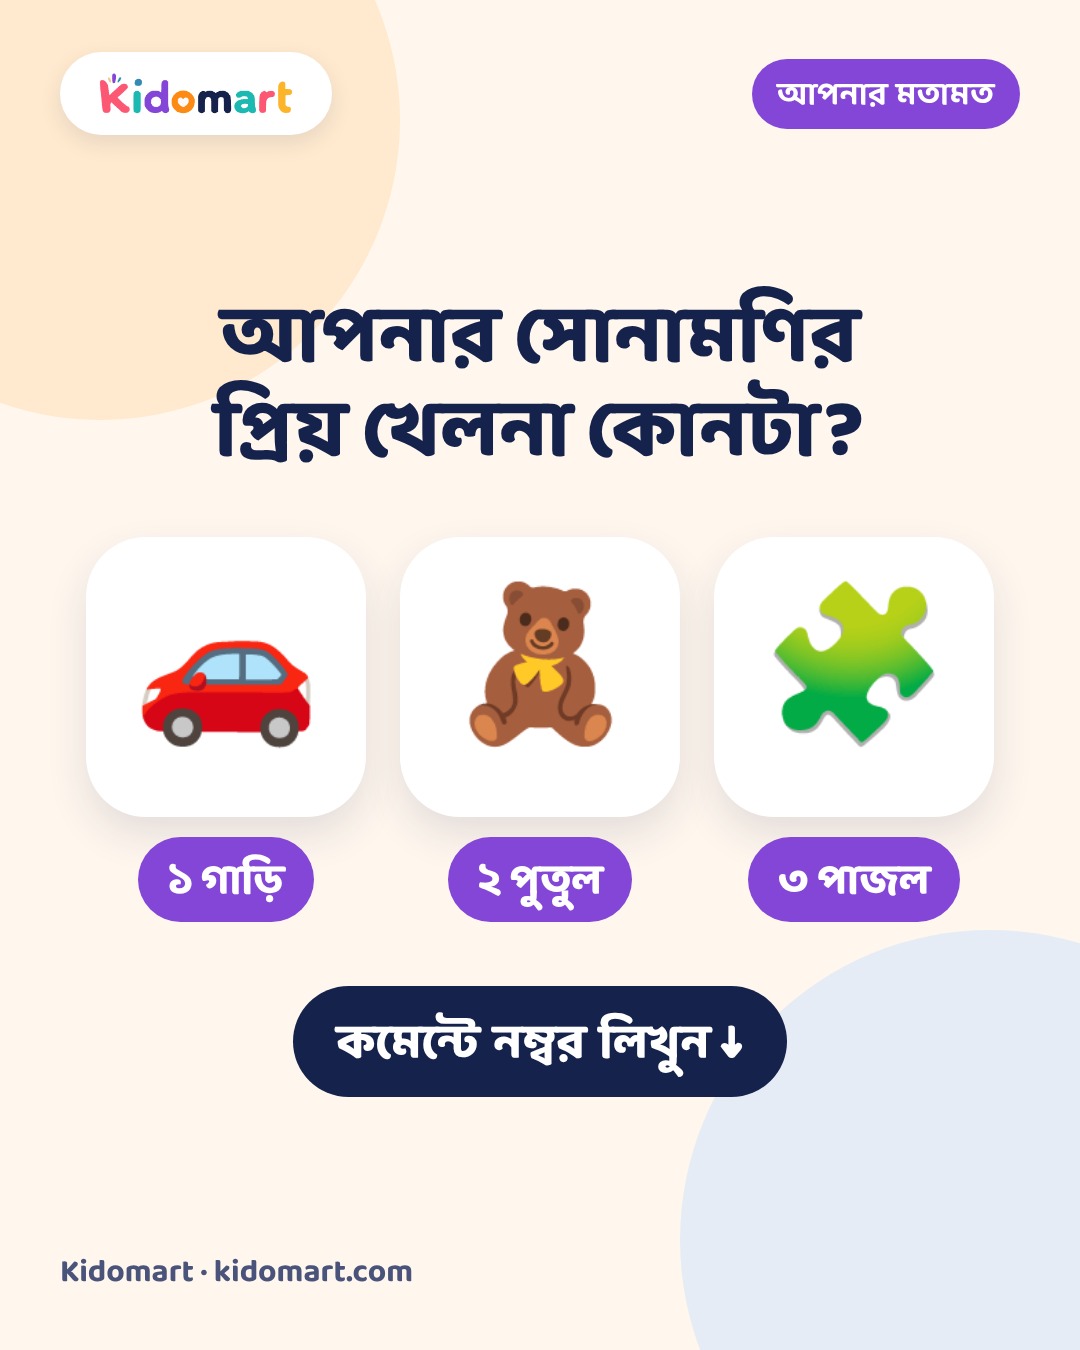 Kidomart
আপনার মতামত
আপনার সোনামণির
প্রিয় খেলনা কোনটা?
১ গাড়ি
২ পুতুল
৩ পাজল
কমেন্টে নম্বর লিখুন ↓
Kidomart · kidomart.com